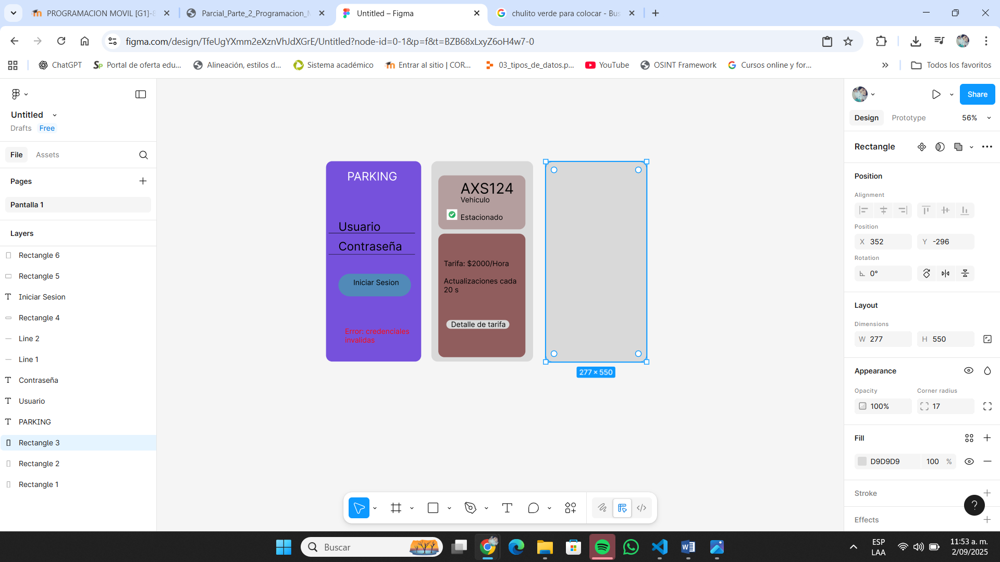 PROGRAMACION MOVIL [G1]-8
Parcial_Parte_2_Programacion_M
Untitled – Figma
chulito verde para colocar - Bus
figma.com/design/TfeUgYXmm2eXznVhJdXGrE/Untitled?node-id=0-1&p=f&t=BZB68xLxyZ6oH4w7-0
ChatGPT
Portal de oferta edu...
Alineación, estilos d...
Sistema académico
Entrar al sitio | COR...
03_tipos_de_datos.p...
YouTube
OSINT Framework
Cursos online y for...
Todos los favoritos
Untitled
Drafts
Free
File
Assets
Pages
Pantalla 1
Layers
Rectangle 6
Rectangle 5
Iniciar Sesion
Rectangle 4
Line 2
Line 1
Contraseña
Usuario
PARKING
Rectangle 3
Rectangle 2
Rectangle 1
PARKING
Usuario
Contraseña
Iniciar Sesion
Error: credenciales
invalidas
AXS124
Vehiculo
Estacionado
Tarifa: $2000/Hora
Actualizaciones cada
20 s
Detalle de tarifa
277 × 550
Share
Design
Prototype
56%
Rectangle
Position
Alignment
Position
X 352
Y -296
Rotation
0°
Layout
Dimensions
W 277
H 550
Appearance
Opacity
Corner radius
100%
17
Fill
D9D9D9
100 %
Stroke
Effects
?
Buscar
ESP
LAA
11:53 a. m.
2/09/2025